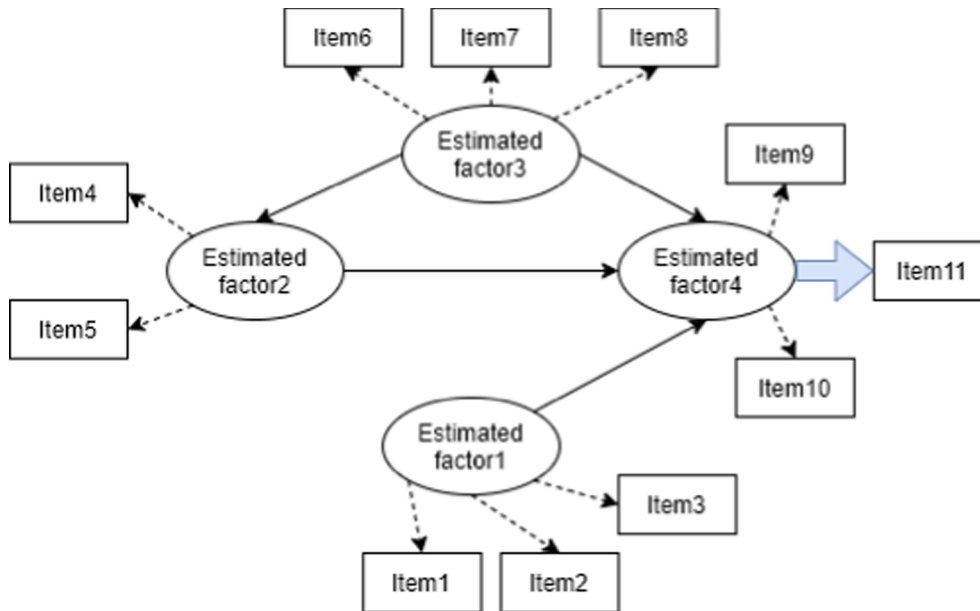 Item6
Item7
Item8
Estimated
factor3
Item9
Item4
Estimated
factor2
Estimated
factor4
Item11
Item5
Item10
Estimated
factor1
Item3
Item1
Item2